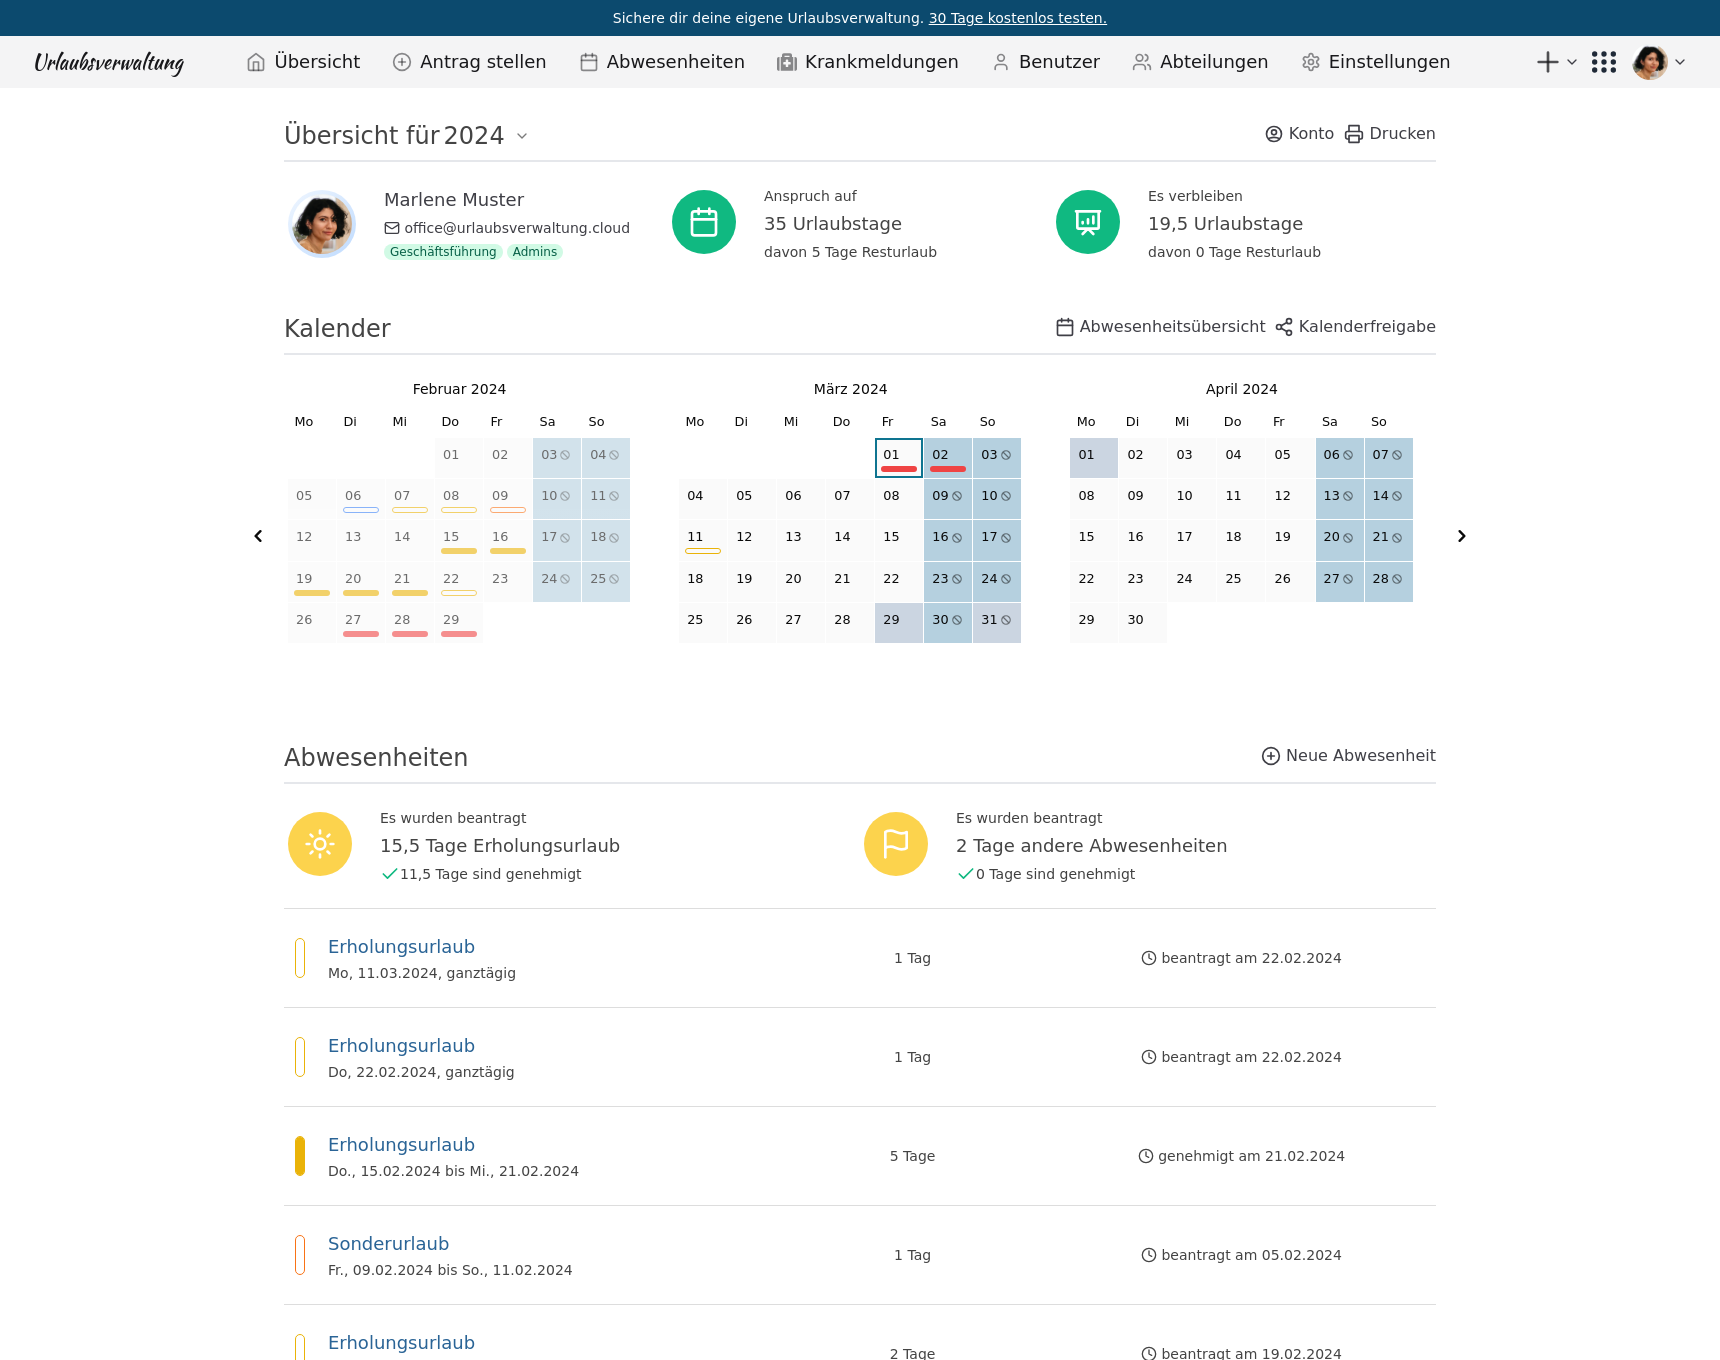 Sichere dir deine eigene Urlaubsverwaltung. 30 Tage kostenlos testen.
Urlaubsverwaltung Übersicht Antrag stellen Abwesenheiten Krankmeldungen Benutzer Abteilungen Einstellungen
Übersicht für 2024 Konto Drucken
Marlene Muster
office@urlaubsverwaltung.cloud
Geschäftsführung Admins
Anspruch auf
35 Urlaubstage
davon 5 Tage Resturlaub
Es verbleiben
19,5 Urlaubstage
davon 0 Tage Resturlaub
Kalender Abwesenheitsübersicht Kalenderfreigabe
Februar 2024
Mo Di Mi Do Fr Sa So
01 02 03 04
05 06 07 08 09 10 11
12 13 14 15 16 17 18
19 20 21 22 23 24 25
26 27 28 29
März 2024
Mo Di Mi Do Fr Sa So
01 02 03
04 05 06 07 08 09 10
11 12 13 14 15 16 17
18 19 20 21 22 23 24
25 26 27 28 29 30 31
April 2024
Mo Di Mi Do Fr Sa So
01 02 03 04 05 06 07
08 09 10 11 12 13 14
15 16 17 18 19 20 21
22 23 24 25 26 27 28
29 30
Abwesenheiten Neue Abwesenheit
Es wurden beantragt
15,5 Tage Erholungsurlaub
11,5 Tage sind genehmigt
Es wurden beantragt
2 Tage andere Abwesenheiten
0 Tage sind genehmigt
Erholungsurlaub
Mo, 11.03.2024, ganztägig
1 Tag
beantragt am 22.02.2024
Erholungsurlaub
Do, 22.02.2024, ganztägig
1 Tag
beantragt am 22.02.2024
Erholungsurlaub
Do., 15.02.2024 bis Mi., 21.02.2024
5 Tage
genehmigt am 21.02.2024
Sonderurlaub
Fr., 09.02.2024 bis So., 11.02.2024
1 Tag
beantragt am 05.02.2024
Erholungsurlaub
2 Tage
beantragt am 19.02.2024